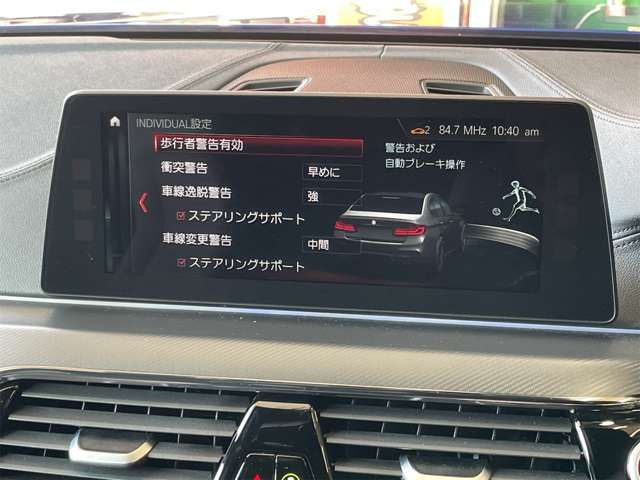 INDIVIDUAL設定
2 84.7 MHz 10:40 am
歩行者警告有効
衝突警告 早めに
車線逸脱警告 強
ステアリングサポート
車線変更警告 中間
ステアリングサポート
警告および
自動ブレーキ操作